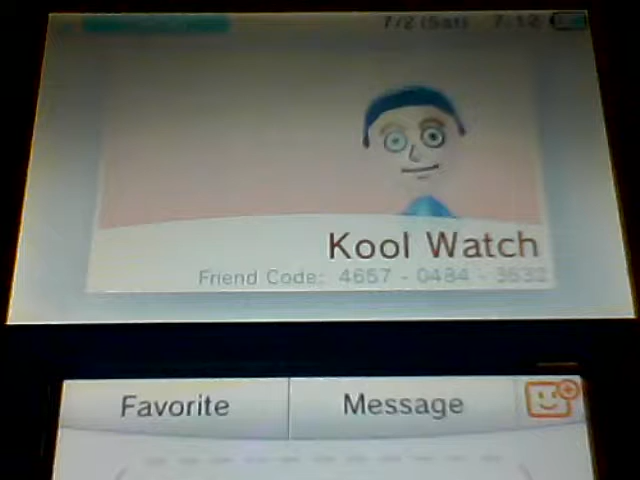 7/2 (Sat) 7:12
Kool Watch
Friend Code: 4657 - 0484 -
Favorite
Message